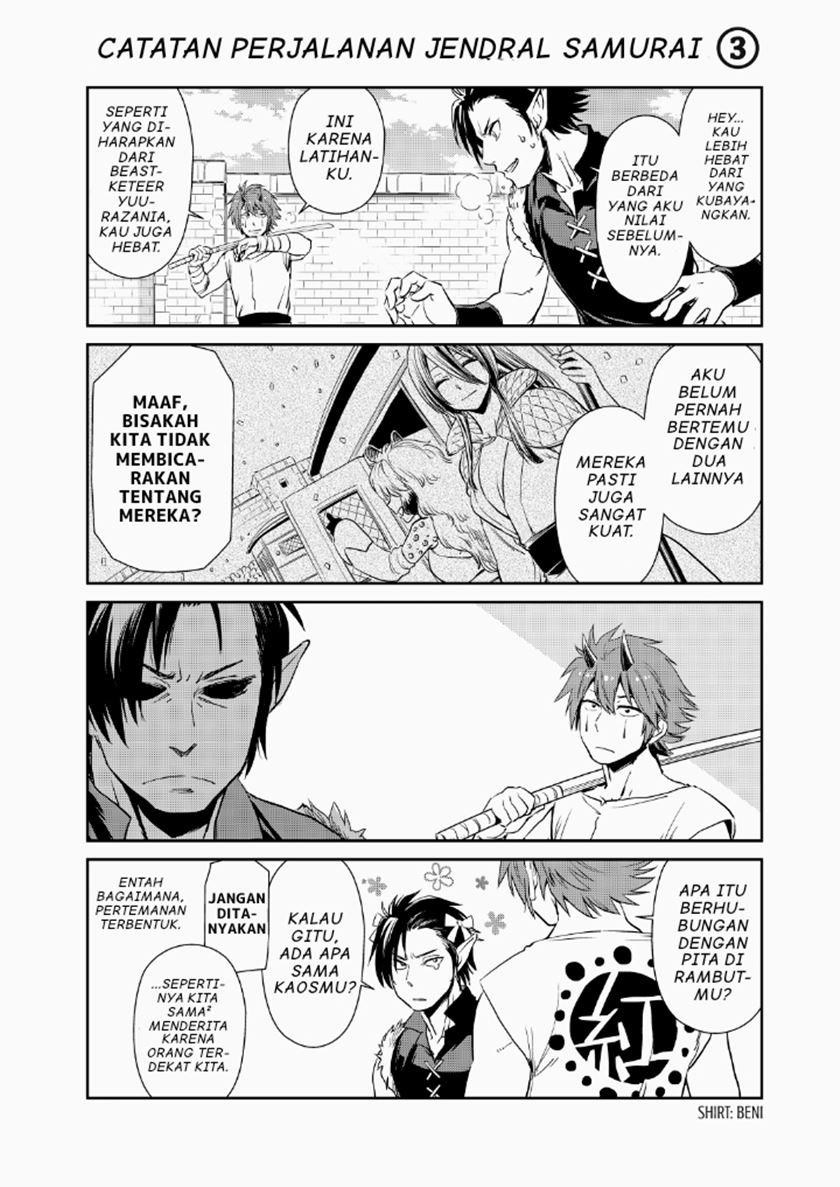 CATATAN PERJALANAN JENDRAL SAMURAI 3
HEY...
KAU
LEBIH
HEBAT
DARI
YANG
KUBAYA-
NGKAN.
ITU
BERBEDA
DARI
YANG AKU
NILAI
SEBELUM-
NYA.
INI
KARENA
LATIHAN-
KU.
SEPERTI
YANG DI-
HARAPKAN
DARI
BEAST-
KETEER
YUU-
RAZANIA,
KAU JUGA
HEBAT.
AKU
BELUM
PERNAH
BERTEMU
DENGAN
DUA
LAINNYA
MEREKA
PASTI
JUGA
SANGAT
KUAT.
MAAF,
BISAKAH
KITA TIDAK
MEMBICA-
RAKAN
TENTANG
MEREKA?
APA ITU
BERHU-
BUNGAN
DENGAN
PITA DI
RAMBUT-
MU?
紅
KALAU
GITU,
ADA APA
SAMA
KAOSMU?
JANGAN
DITA-
NYAKAN
...SEPERTI-
NYA KITA
SAMA²
MENDERITA
KARENA
ORANG TER-
DEKAT KITA.
ENTAH
BAGAIMANA,
PERTEMANAN
TERBENTUK.
SHIRT: BENI